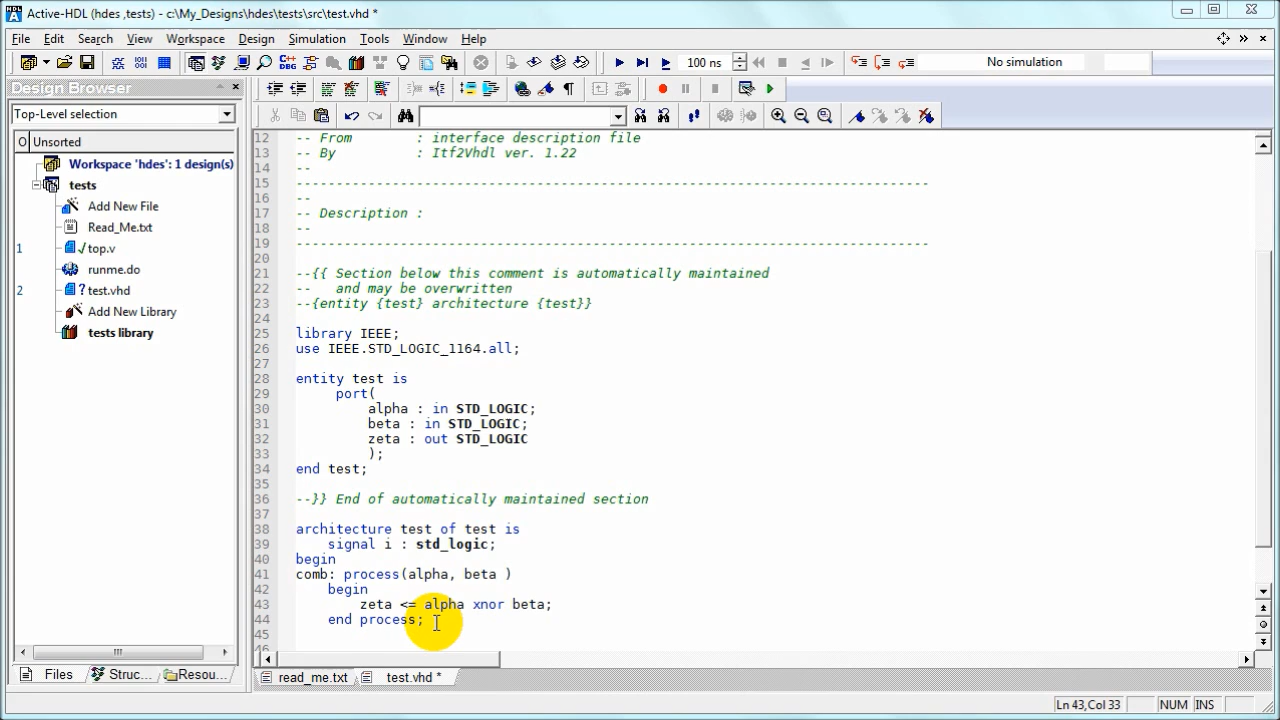 Active-HDL (hdes ,tests) - c:\My_Designs\hdes\tests\src\test.vhd *
File Edit Search View Workspace Design Simulation Tools Window Help
100 ns
No simulation
Design Browser
Top-Level selection
O Unsorted
Workspace 'hdes': 1 design(s)
tests
Add New File
Read_Me.txt
1 top.v
runme.do
2 ? test.vhd
Add New Library
tests library
Files Struc... Resou...
12 -- From : interface description file
13 -- By : Itf2Vhdl ver. 1.22
14 --
15 -------------------------------------------------------------------------------
16 --
17 -- Description :
18 --
19 -------------------------------------------------------------------------------
20
21 --{{ Section below this comment is automatically maintained
22 -- and may be overwritten
23 --{entity {test} architecture {test}}
24
25 library IEEE;
26 use IEEE.STD_LOGIC_1164.all;
27
28 entity test is
29 port(
30 alpha : in STD_LOGIC;
31 beta : in STD_LOGIC;
32 zeta : out STD_LOGIC
33 );
34 end test;
35
36 --}} End of automatically maintained section
37
38 architecture test of test is
39 signal i : std_logic;
40 begin
41 comb: process(alpha, beta )
42 begin
43 zeta <= alpha xnor beta;
44 end process;
45
46
read_me.txt test.vhd *
Ln 43,Col 33 NUM INS